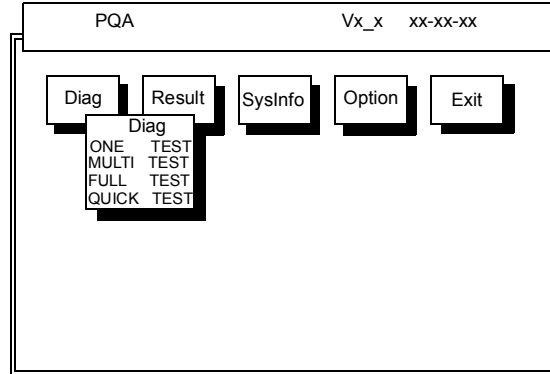 PQA Vx_x xx-xx-xx
Diag Result SysInfo Option Exit
Diag
ONE TEST
MULTI TEST
FULL TEST
QUICK TEST